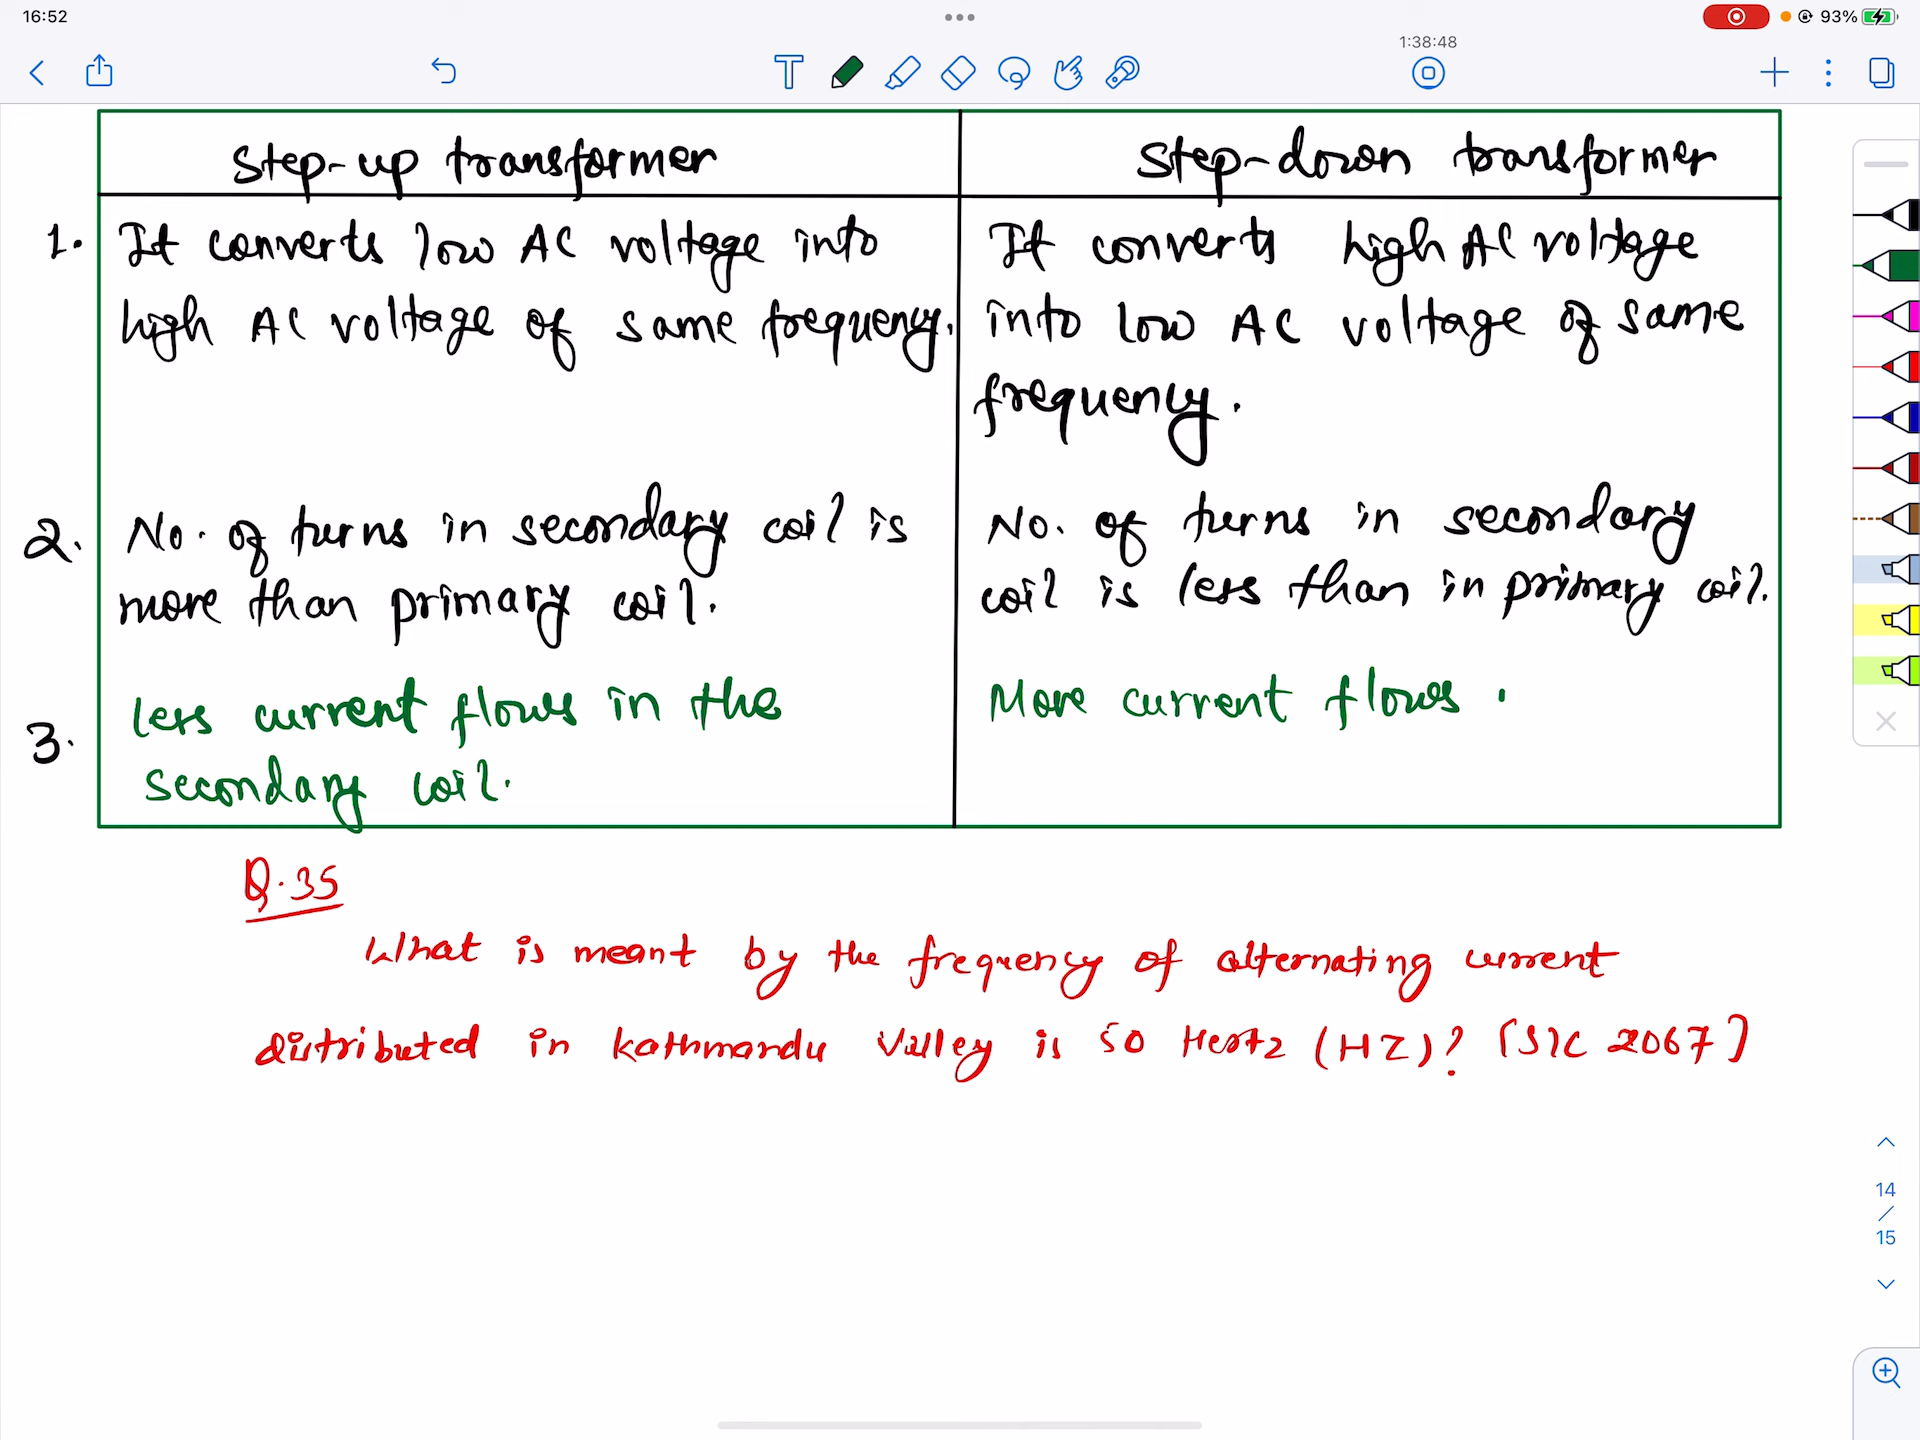 16:52
93%
1:38:48
Step-up transformer
Step-down transformer
1. It converts low AC voltage into
high AC voltage of same frequency.
It converts high AC voltage
into low AC voltage of same
frequency.
2. No. of turns in secondary coil is
more than primary coil.
No. of turns in secondary
coil is less than in primary coil.
3. less current flows in the
secondary coil.
More current flows.
Q.35
What is meant by the frequency of alternating current
distributed in Kathmandu Valley is 50 Hertz (HZ)? [SLC 2067]
14
/
15